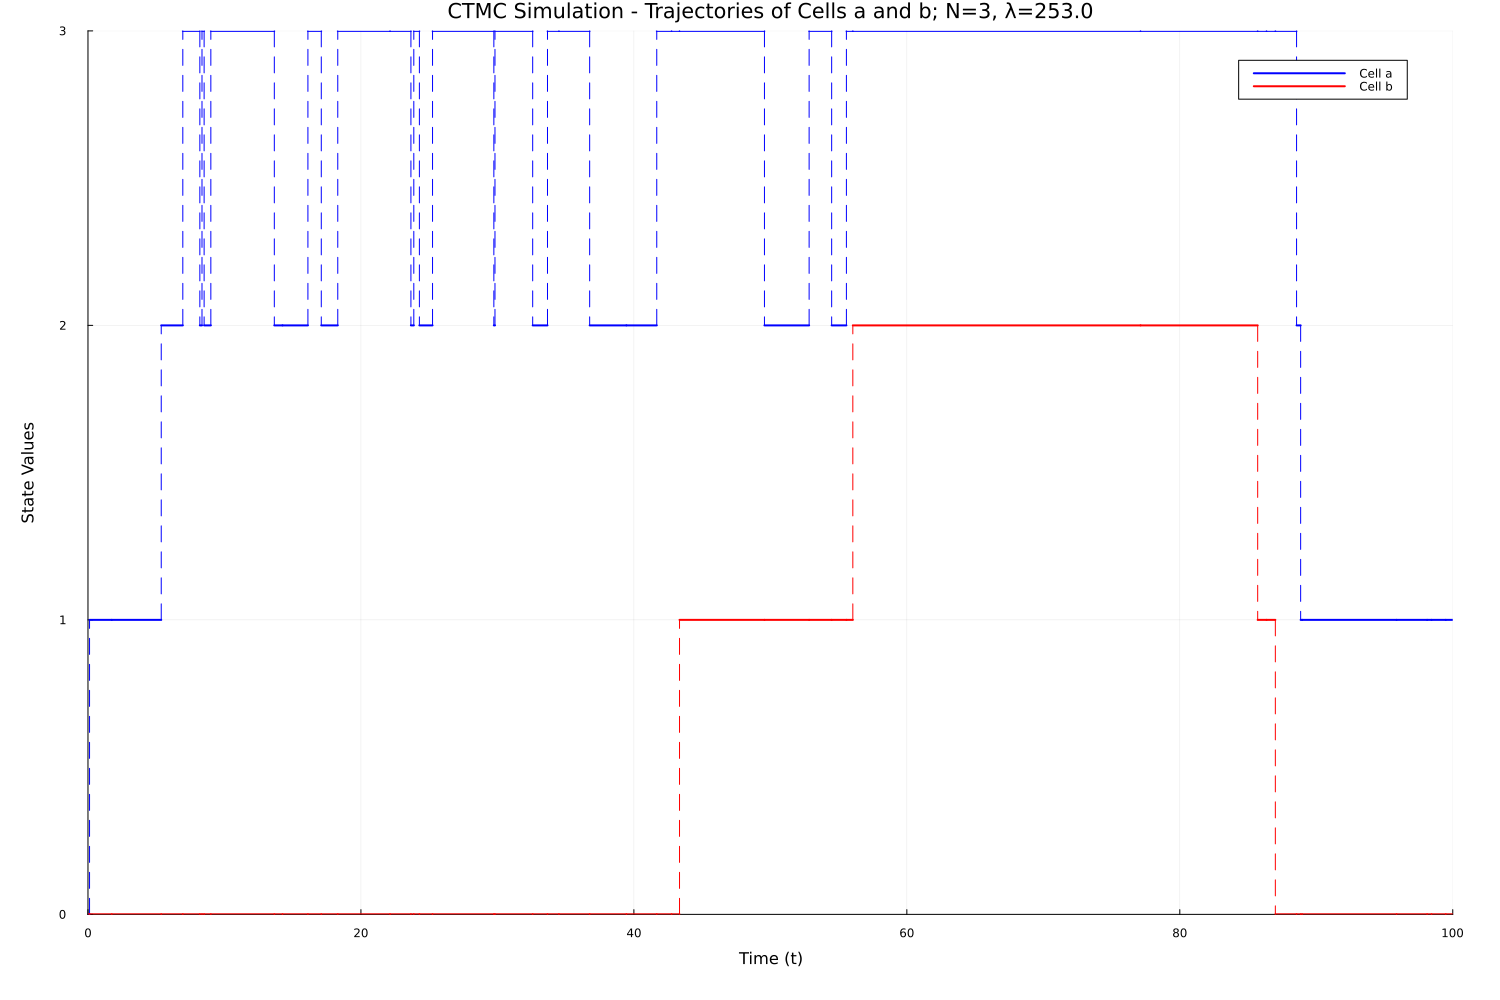 CTMC Simulation - Trajectories of Cells a and b; N=3, λ=253.0
3
Cell a
Cell b
2
State Values
1
0
0 20 40 60 80 100
Time (t)